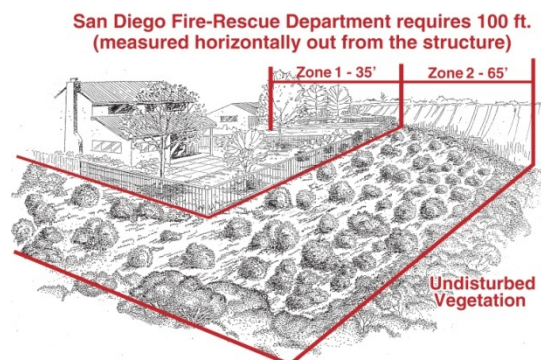 San Diego Fire-Rescue Department requires 100 ft.
(measured horizontally out from the structure)
Zone 1 - 35’
Zone 2 - 65’
Undisturbed
Vegetation